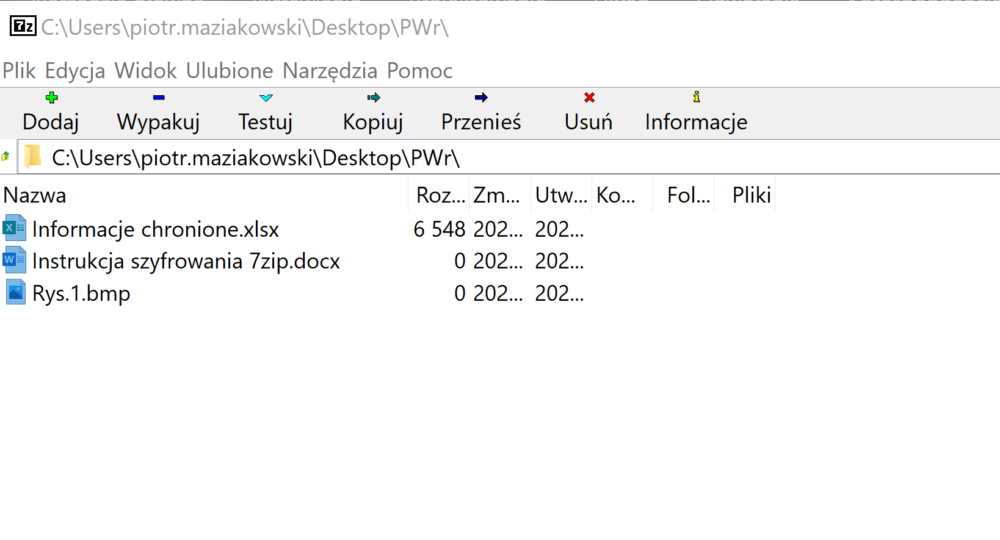 7z C:\Users\piotr.maziakowski\Desktop\PWr\
Plik Edycja Widok Ulubione Narzędzia Pomoc
Dodaj Wypakuj Testuj Kopiuj Przenieś Usuń Informacje
C:\Users\piotr.maziakowski\Desktop\PWr\
Nazwa Roz... Zm... Utw... Ko... Fol... Pliki
Informacje chronione.xlsx 6 548 202... 202...
Instrukcja szyfrowania 7zip.docx 0 202... 202...
Rys.1.bmp 0 202... 202...